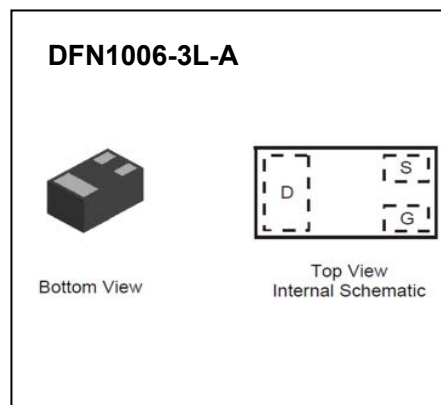 DFN1006-3L-A
D
S
G
Bottom View
Top View
Internal Schematic